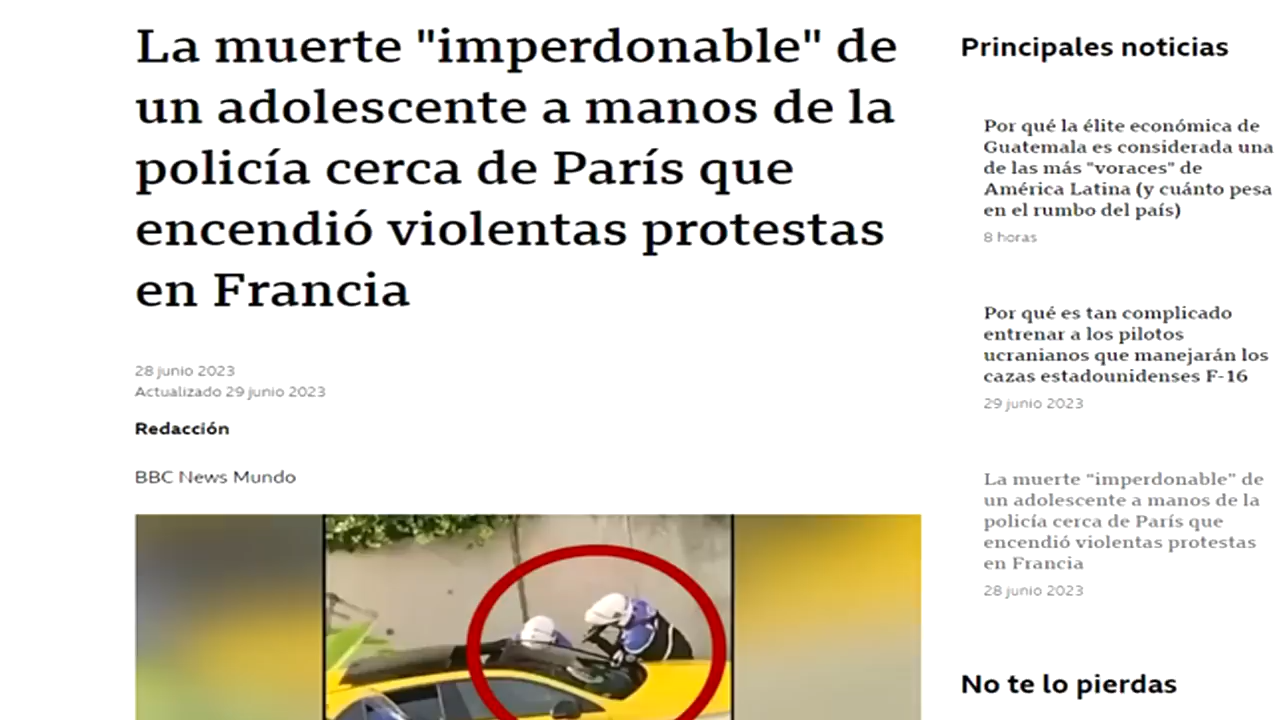 La muerte "imperdonable" de
un adolescente a manos de la
policía cerca de París que
encendió violentas protestas
en Francia
28 junio 2023
Actualizado 29 junio 2023
Redacción
BBC News Mundo
Principales noticias
Por qué la élite económica de
Guatemala es considerada una
de las más "voraces" de
América Latina (y cuánto pesa
en el rumbo del país)
8 horas
Por qué es tan complicado
entrenar a los pilotos
ucranianos que manejarán los
cazas estadounidenses F-16
29 junio 2023
La muerte "imperdonable" de
un adolescente a manos de la
policía cerca de París que
encendió violentas protestas
en Francia
28 junio 2023
No te lo pierdas